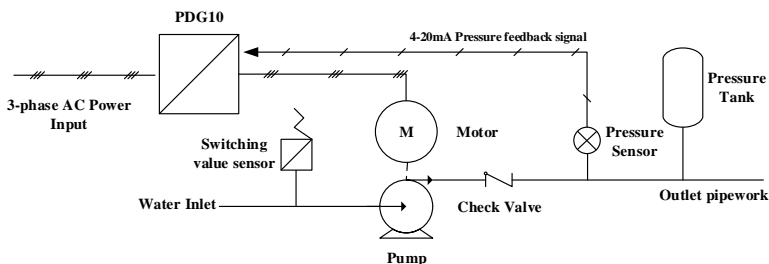 PDG10
4-20mA Pressure feedback signal
3-phase AC Power
Input
Switching
value sensor
M
Motor
Pressure
Sensor
Pressure
Tank
Water Inlet
Check Valve
Outlet pipework
Pump